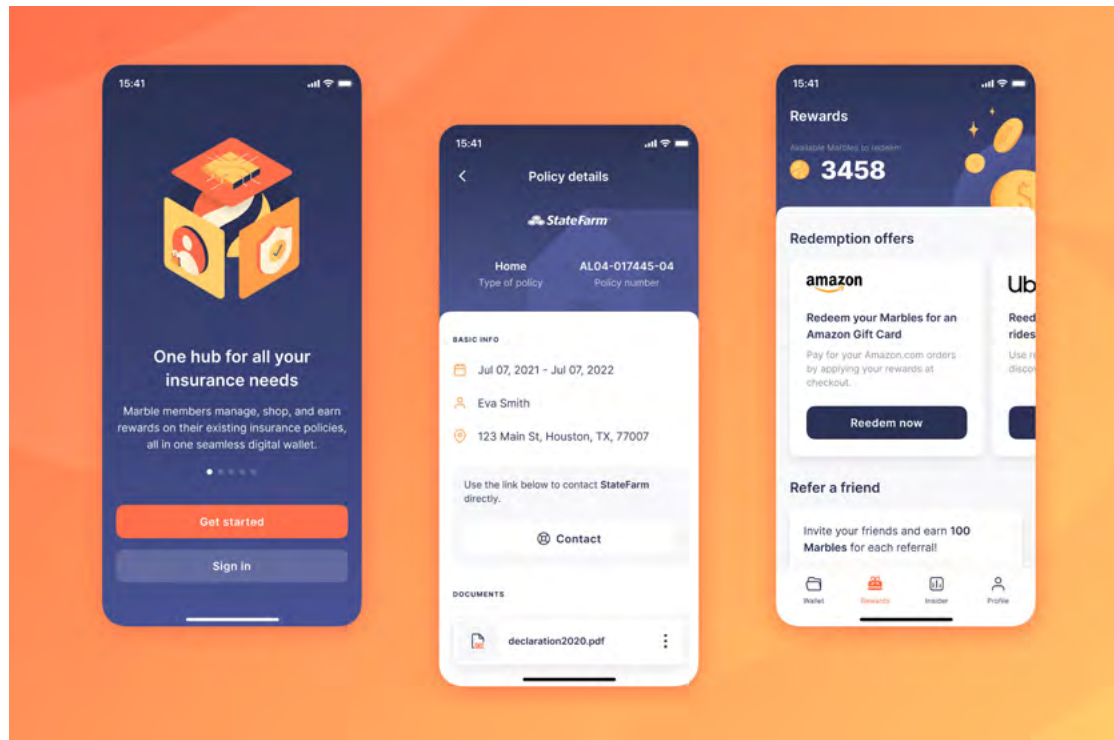 15:41
One hub for all your
insurance needs
Marble members manage, shop, and earn
rewards on their existing insurance policies,
all in one seamless digital wallet.
Get started
Sign in
15:41
Policy details
StateFarm
Home
AL04-017445-04
Type of policy
Policy number
BASIC INFO
Jul 07, 2021 - Jul 07, 2022
Eva Smith
123 Main St, Houston, TX, 77007
Use the link below to contact StateFarm
directly.
Contact
DOCUMENTS
declaration2020.pdf
15:41
Rewards
Available Marbles to redeem
3458
Redemption offers
amazon
Redeem your Marbles for an
Amazon Gift Card
Pay for your Amazon.com orders
by applying your rewards at
checkout.
Reedem now
Ub
Reed
rides
Use
disco
Refer a friend
Invite your friends and earn 100
Marbles for each referral!
Wallet
Rewards
Insider
Profile